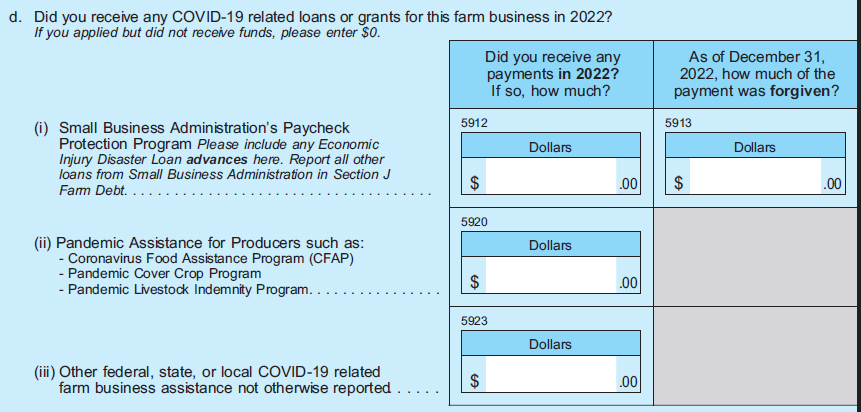 d. Did you receive any COVID-19 related loans or grants for this farm business in 2022?
If you applied but did not receive funds, please enter $0.
Did you receive any
payments in 2022?
If so, how much?
As of December 31,
2022, how much of the
payment was forgiven?
(i) Small Business Administration's Paycheck
Protection Program Please include any Economic
Injury Disaster Loan advances here. Report all other
loans from Small Business Administration in Section J
Farm Debt. . . . . . . . . . . . . . . . . . . . . . . . . . . . . . . . . . . .
5912
Dollars
$ .00
5913
Dollars
$ .00
(ii) Pandemic Assistance for Producers such as:
- Coronavirus Food Assistance Program (CFAP)
- Pandemic Cover Crop Program
- Pandemic Livestock Indemnity Program. . . . . . . . . . . . . . . .
5920
Dollars
$ .00
(iii) Other federal, state, or local COVID-19 related
farm business assistance not otherwise reported. . . . . .
5923
Dollars
$ .00